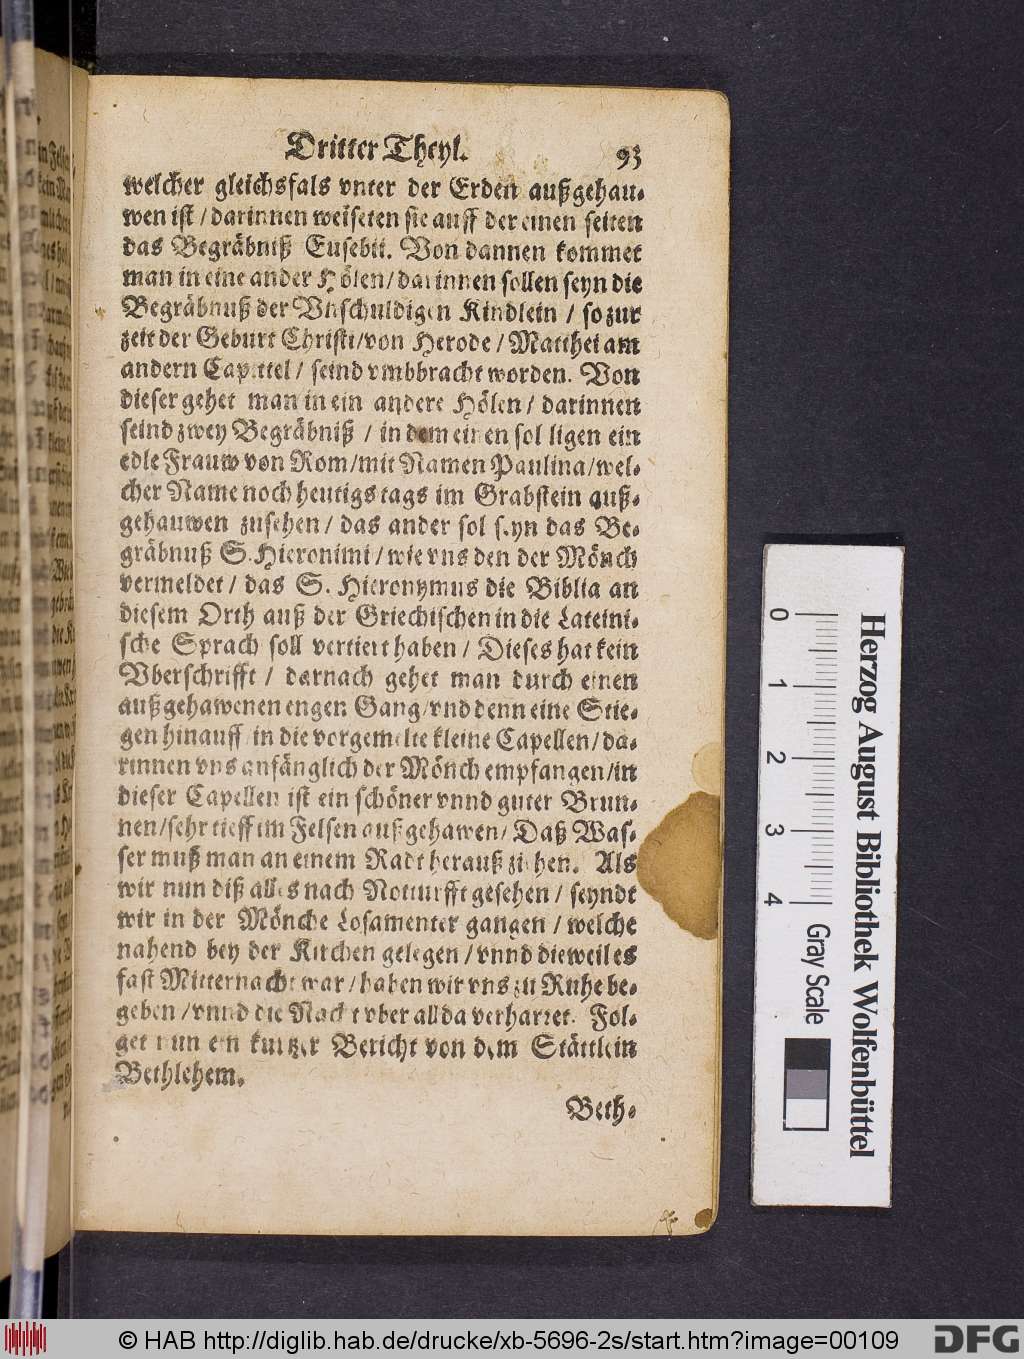 Dritter Theyl. 93
welcher gleichsfals vnter der Erden außgehau-
wen ist / darinnen weiseten sie auff der einen seiten
das Begräbniß Eusebii. Von dannen kommet
man in eine ander Hölen / darinnen sollen seyn die
Begräbnuß der Vnschuldigen Kindlein / so zur
zeit der Geburt Christi / von Herode / Matthei am
andern Capittel / seind vmbbracht worden. Von
dieser gehet man in ein andere Hölen / darinnen
seind zwey Begräbniß / in dem einen sol ligen ein
edle Frauw von Rom / mit Namen Paulina / wel-
cher Name noch heutigs tags im Grabstein auß-
gehauwen zusehen / das ander sol seyn das Be-
gräbnuß S. Hieronimi / wie vns den der Mönch
vermeldet / das S. Hieronymus die Biblia an
diesem Orth auß der Griechischen in die Lateini-
sche Sprach soll vertiert haben / Dieses hat kein
Vberschrifft / darnach gehet man durch einen
außgehawenen engen Gang / vnd denn eine Stie-
gen hinauff / in die vorgemelte kleine Capellen / da-
rinnen vns anfänglich der Mönch empfangen / in
dieser Capellen ist ein schöner vnnd guter Brun-
nen / sehr tieff im Felsen außgehawen / Daß Was-
ser muß man an einem Radt herauß ziehen. Als
wir nun diß alles nach Notturfft gesehen / seyndt
wir in der Mönche Losamenter gangen / welche
nahend bey der Kirchen gelegen / vnnd dieweil es
fast Mitternacht war / haben wir vns zu Ruhe be-
geben / vnnd die Nacht vber allda verharret. Fol-
get nun ein kurtzer Bericht von dem Stättlein
Bethlehem.
Beth-
Herzog August Bibliothek Wolfenbüttel
0 1 2 3 4 Gray Scale
© HAB http://diglib.hab.de/drucke/xb-5696-2s/start.htm?image=00109
DFG